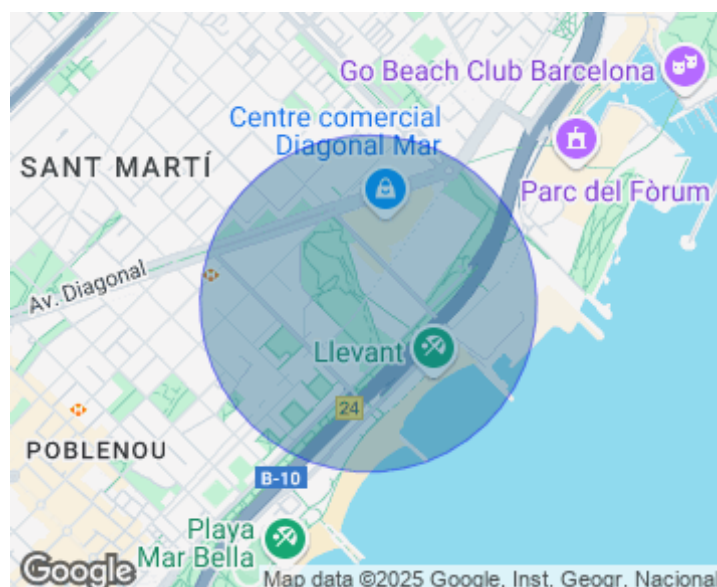 Go Beach Club Barcelona
Centre comercial
Diagonal Mar
SANT MARTÍ
Parc del Fòrum
Av. Diagonal
Llevant
24
POBLENOU
B-10
Playa
Mar Bella
Google
Map data ©2025 Google, Inst. Geogr. Nacional